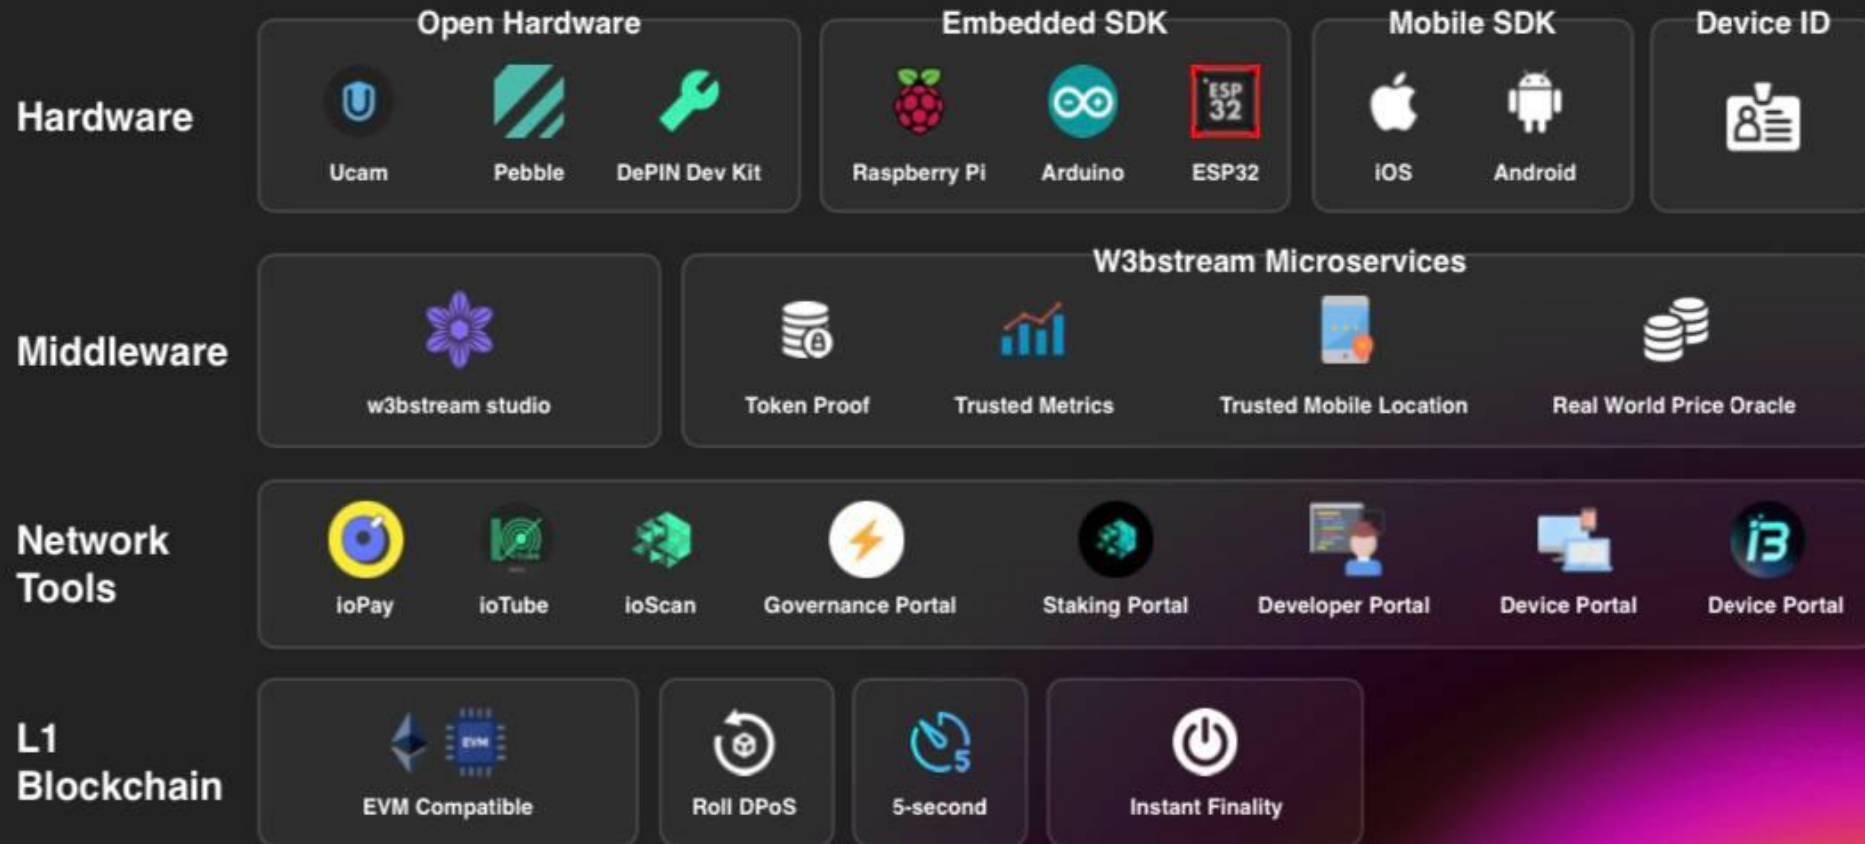 Open Hardware
Embedded SDK
Mobile SDK
Device ID
Hardware
ESP
32
Ucam
Pebble
DePIN Dev Kit
Raspberry Pi
Arduino
ESP32
iOS
Android
W3bstream Microservices
Middleware
w3bstream studio
Token Proof
Trusted Metrics
Trusted Mobile Location
Real World Price Oracle
Network
Tools
i3
ioPay
ioTube
ioScan
Governance Portal
Staking Portal
Developer Portal
Device Portal
Device Portal
L1
Blockchain
EVM
5
EVM Compatible
Roll DPoS
5-second
Instant Finality